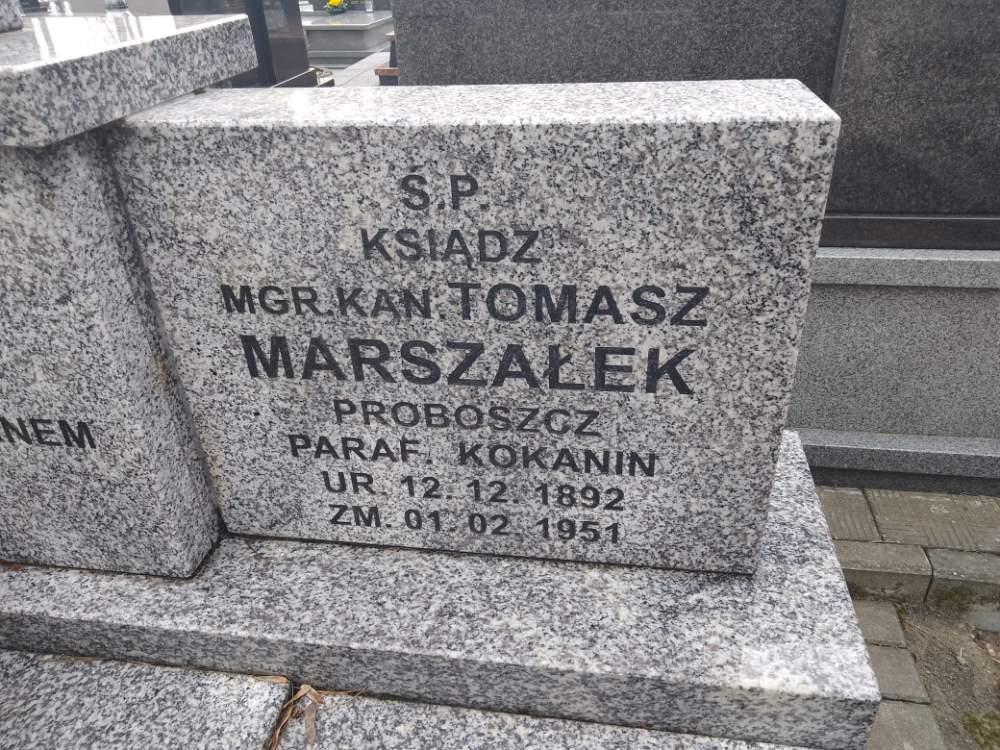 Ś.P.
KSIĄDZ
MGR.KAN.TOMASZ
MARSZAŁEK
PROBOSZCZ
PARAF. KOKANIN
UR. 12. 12. 1892
ZM. 01. 02. 1951